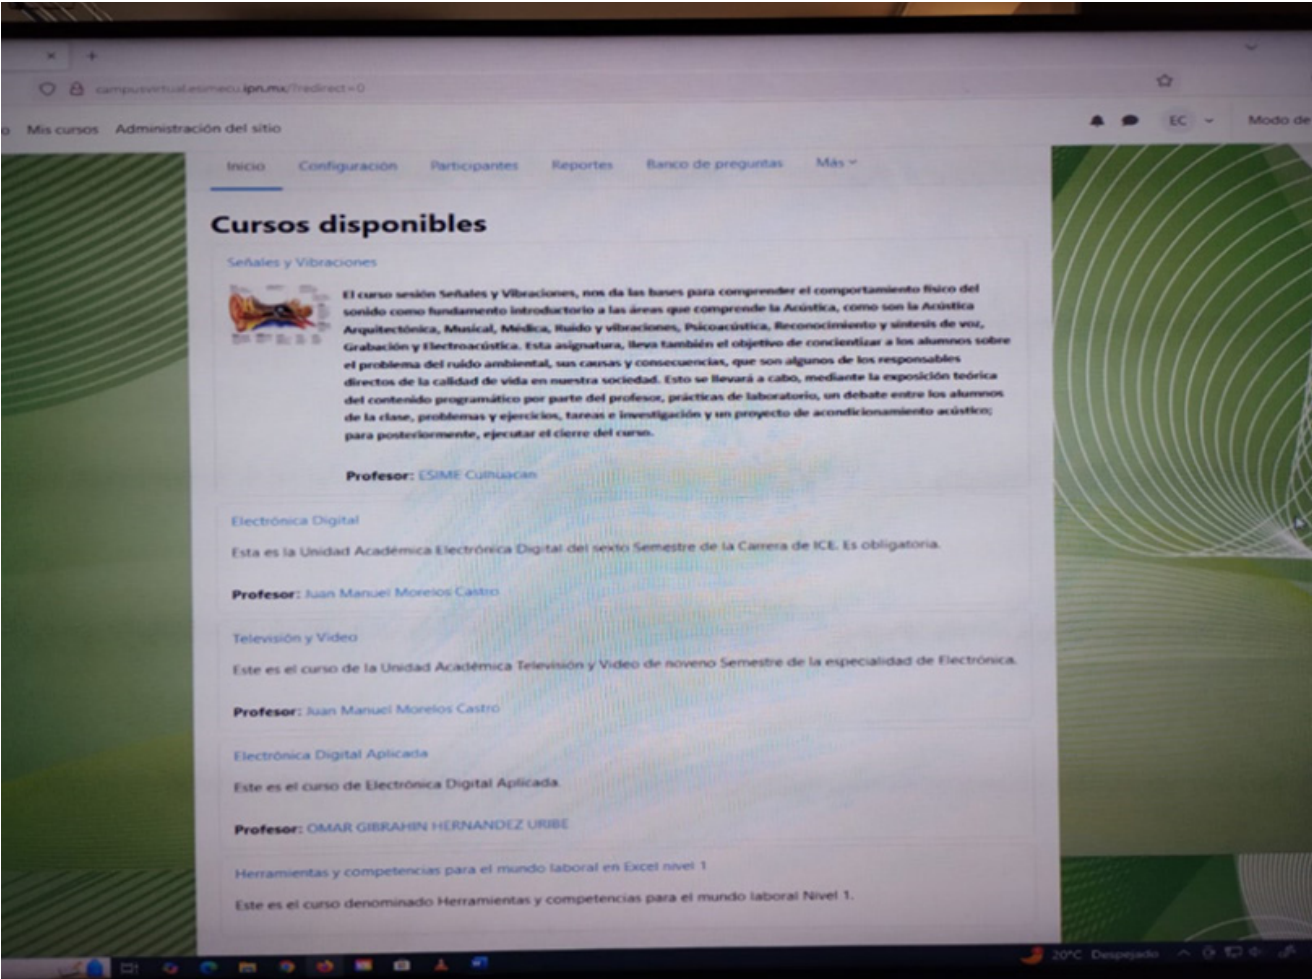 campusvirtual.esimecu.ipn.mx/?redirect=0
Mis cursos Administración del sitio
EC
Modo de
Inicio Configuración Participantes Reportes Banco de preguntas Más
Cursos disponibles
Señales y Vibraciones
El curso sesión Señales y Vibraciones, nos da las bases para comprender el comportamiento físico del
sonido como fundamento introductorio a las áreas que comprende la Acústica, como son la Acústica
Arquitectónica, Musical, Médica, Ruido y vibraciones, Psicoacústica, Reconocimiento y síntesis de voz,
Grabación y Electroacústica. Esta asignatura, lleva también el objetivo de concientizar a los alumnos sobre
el problema del ruido ambiental, sus causas y consecuencias, que son algunos de los responsables
directos de la calidad de vida en nuestra sociedad. Esto se llevará a cabo, mediante la exposición teórica
del contenido programático por parte del profesor, prácticas de laboratorio, un debate entre los alumnos
de la clase, problemas y ejercicios, tareas e investigación y un proyecto de acondicionamiento acústico;
para posteriormente, ejecutar el cierre del curso.
Profesor: ESIME Culhuacan
Electrónica Digital
Esta es la Unidad Académica Electrónica Digital del sexto Semestre de la Carrera de ICE. Es obligatoria.
Profesor: Juan Manuel Morelos Castro
Televisión y Video
Este es el curso de la Unidad Académica Televisión y Video de noveno Semestre de la especialidad de Electrónica.
Profesor: Juan Manuel Morelos Castro
Electrónica Digital Aplicada
Este es el curso de Electrónica Digital Aplicada.
Profesor: OMAR GIBRAHIN HERNANDEZ URIBE
Herramientas y competencias para el mundo laboral en Excel nivel 1
Este es el curso denominado Herramientas y competencias para el mundo laboral Nivel 1.
20°C Despejado